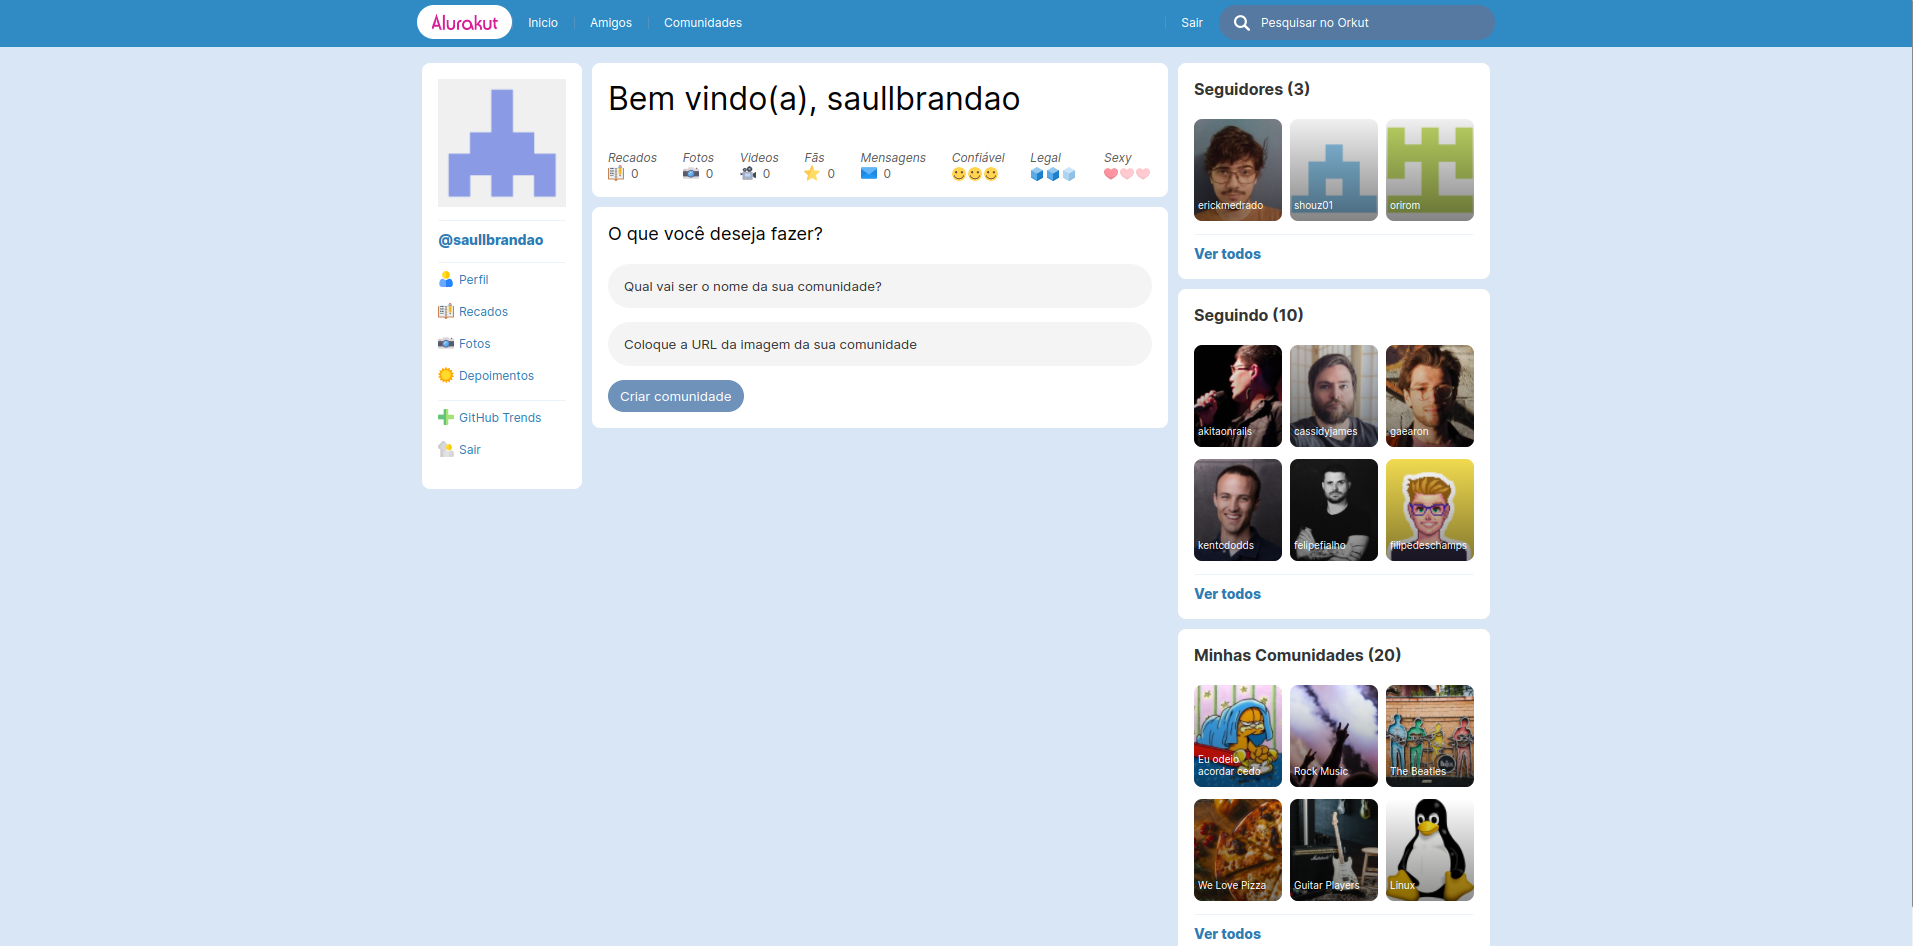 Alurakut
Inicio
Amigos
Comunidades
Sair
Pesquisar no Orkut
@saullbrandao
Perfil
Recados
Fotos
Depoimentos
GitHub Trends
Sair
Bem vindo(a), saullbrandao
Recados
0
Fotos
0
Videos
0
Fãs
0
Mensagens
0
Confiável
Legal
Sexy
O que você deseja fazer?
Qual vai ser o nome da sua comunidade?
Coloque a URL da imagem da sua comunidade
Criar comunidade
Seguidores (3)
erickmedrado
shouz01
orirom
Ver todos
Seguindo (10)
akitaonrails
cassidyjames
gaearon
kentcdodds
felipefialho
filipedeschamps
Ver todos
Minhas Comunidades (20)
Eu odeio
acordar cedo
Rock Music
The Beatles
We Love Pizza
Guitar Players
Linux
Ver todos